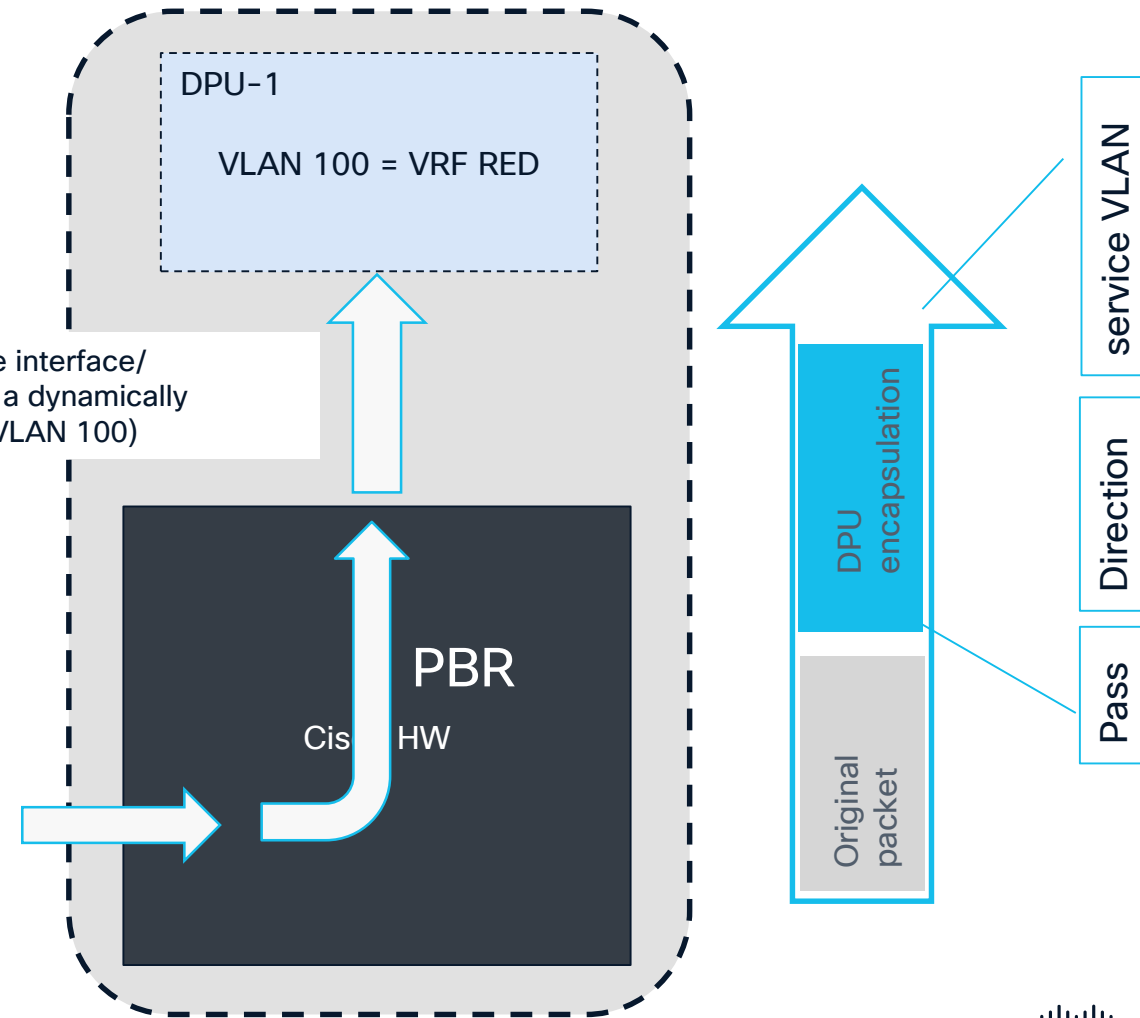 DPU-1
VLAN 100 = VRF RED
e interface/
a dynamically
VLAN 100)
PBR
Cis HW
DPU
encapsulation
Original
packet
service VLAN
Direction
Pass